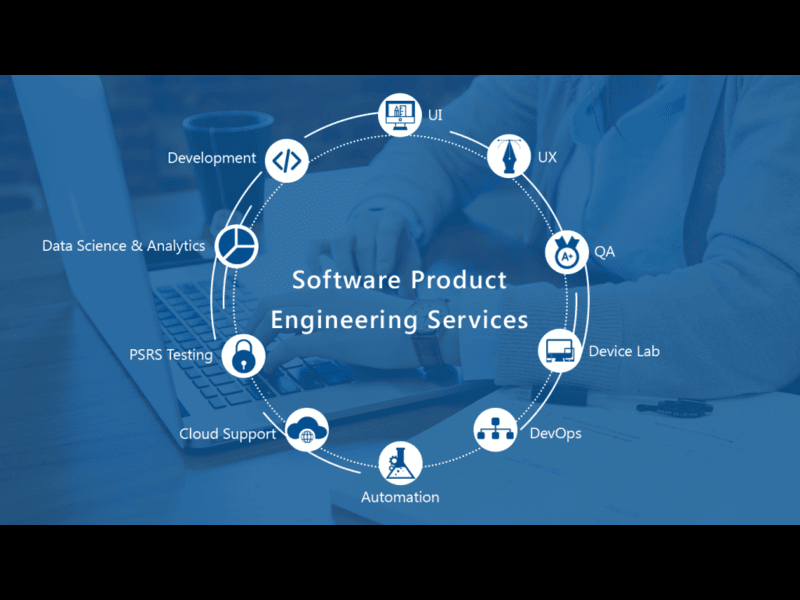 UI
Development
UX
Data Science & Analytics
QA
Software Product
Engineering Services
PSRS Testing
Device Lab
Cloud Support
DevOps
Automation
A+